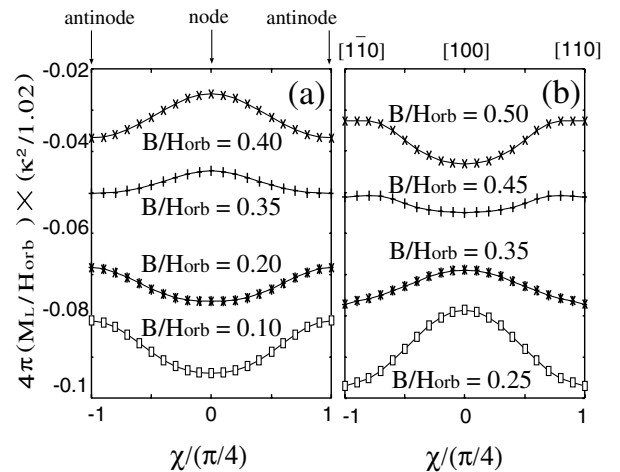 antinode node antinode
[11̄0] [100] [110]
-0.02
-0.04
-0.06
-0.08
-0.1
4π(ML/Horb) × (κ²/1.02)
(a)
B/Horb = 0.40
B/Horb = 0.35
B/Horb = 0.20
B/Horb = 0.10
-1 0 1
χ/(π/4)
(b)
B/Horb = 0.50
B/Horb = 0.45
B/Horb = 0.35
B/Horb = 0.25
-1 0 1
χ/(π/4)